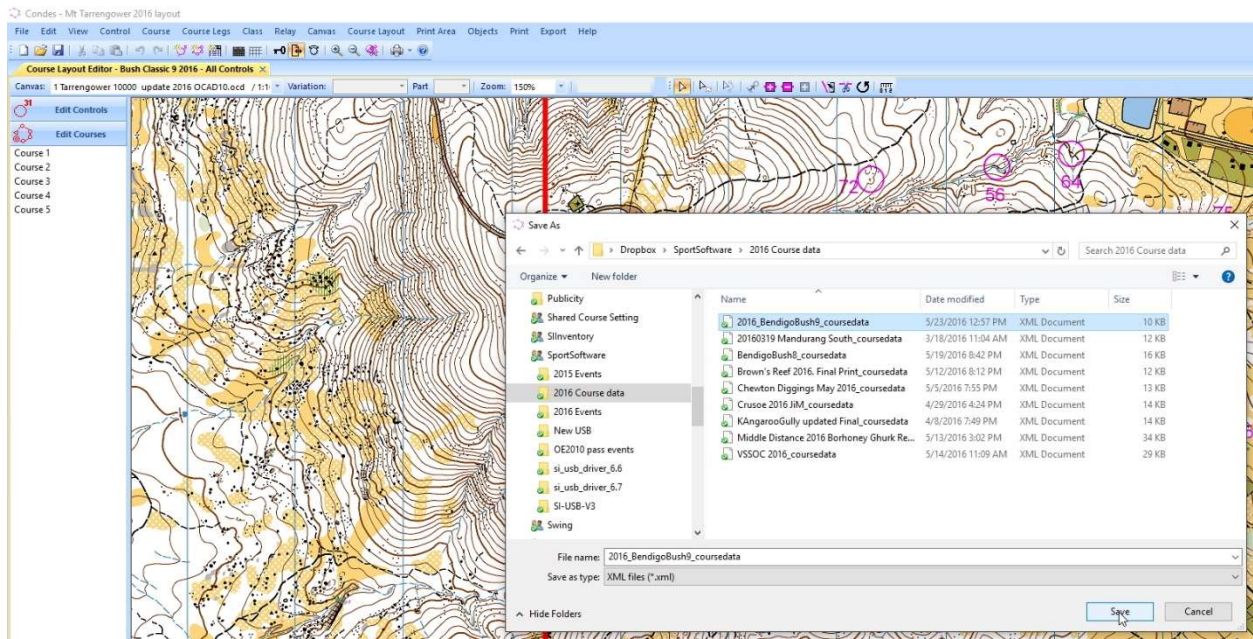 Condes - Mt Tarrengower 2016 layout
File Edit View Control Course Course Legs Class Relay Canvas Course Layout Print Area Objects Print Export Help
Course Layout Editor - Bush Classic 9 2016 - All Controls ×
Canvas: 1 Tarrengower 10000 update 2016 OCAD10.ocd / 1:1 Variation: Part Zoom: 150%
31 Edit Controls
Edit Courses
Course 1
Course 2
Course 3
Course 4
Course 5
72
56
64
75
Save As
Dropbox > SportSoftware > 2016 Course data
Search 2016 Course data
Organize New folder
Publicity
Shared Course Setting
SIInventory
SportSoftware
2015 Events
2016 Course data
2016 Events
New USB
OE2010 pass events
si_usb_driver_6.6
si_usb_driver_6.7
SI-USB-V3
Swing
Name Date modified Type Size
2016_BendigoBush9_coursedata 5/23/2016 12:57 PM XML Document 10 KB
20160319 Mandurang South_coursedata 3/18/2016 11:04 AM XML Document 12 KB
BendigoBush8_coursedata 5/19/2016 8:42 PM XML Document 16 KB
Brown's Reef 2016. Final Print_coursedata 5/12/2016 8:12 PM XML Document 12 KB
Chewton Diggings May 2016_coursedata 5/5/2016 7:55 PM XML Document 13 KB
Crusoe 2016 JiM_coursedata 4/29/2016 4:24 PM XML Document 14 KB
KAngarooGully updated Final_coursedata 4/8/2016 7:49 PM XML Document 14 KB
Middle Distance 2016 Borhoney Ghurk Re... 5/13/2016 3:02 PM XML Document 34 KB
VSSOC 2016_coursedata 5/14/2016 11:09 AM XML Document 29 KB
File name: 2016_BendigoBush9_coursedata
Save as type: XML files (*.xml)
Hide Folders
Save Cancel